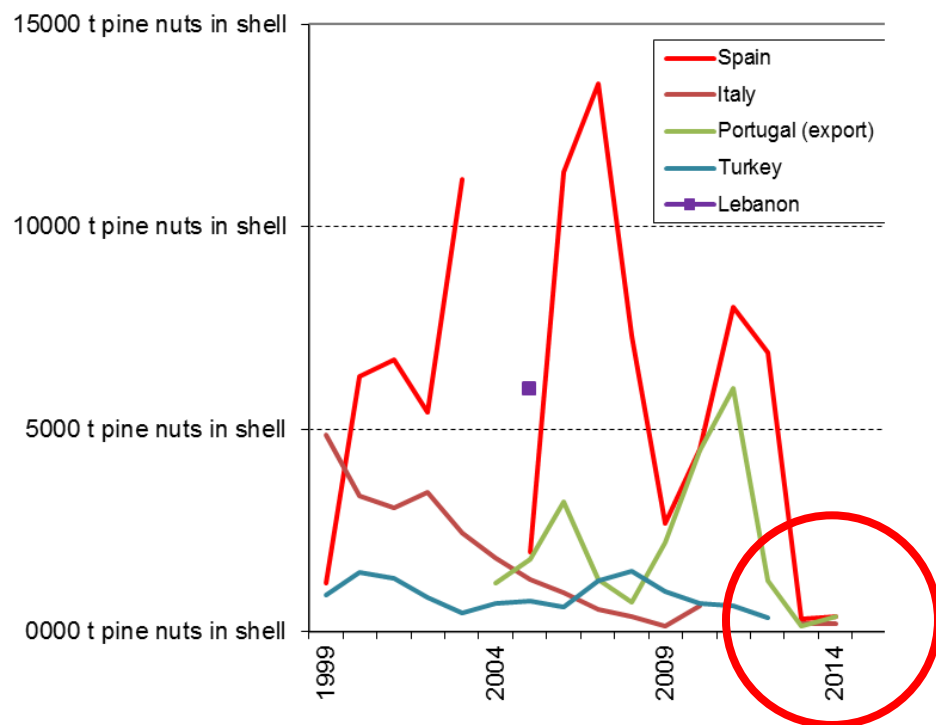 15000 t pine nuts in shell
Spain
Italy
Portugal (export)
Turkey
Lebanon
10000 t pine nuts in shell
5000 t pine nuts in shell
0000 t pine nuts in shell
1999
2004
2009
2014